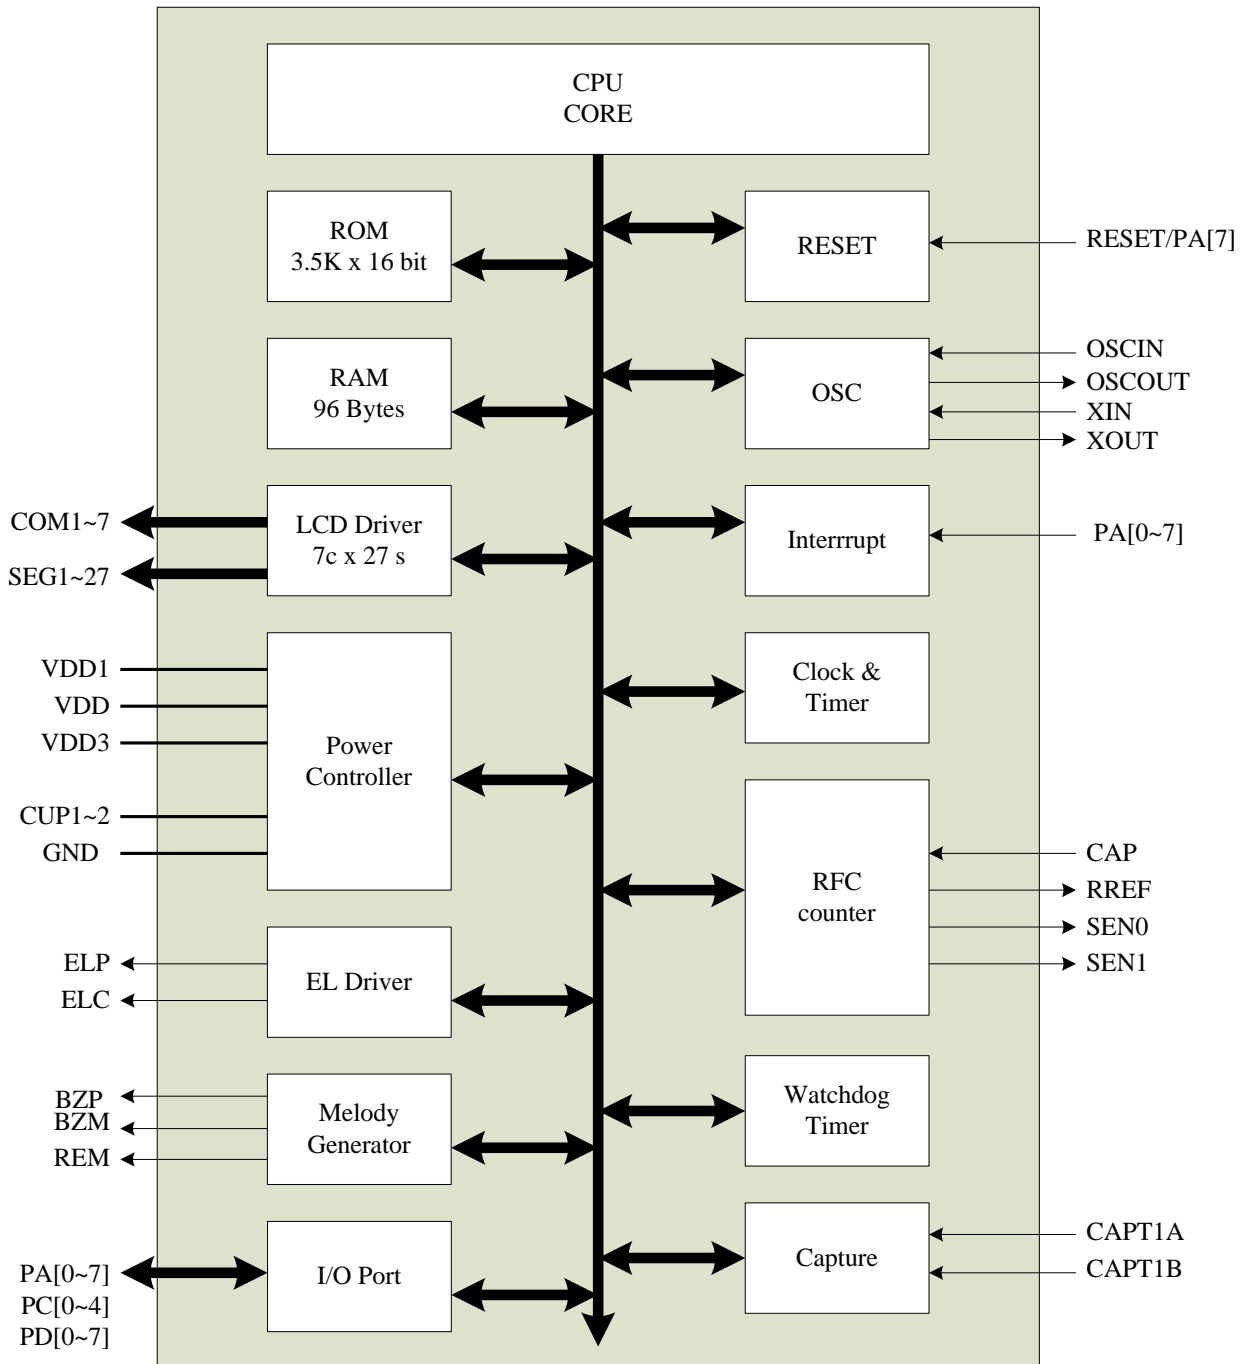 CPU
CORE
ROM
3.5K x 16 bit
RESET
RESET/PA[7]
RAM
96 Bytes
OSC
OSCIN
OSCOUT
XIN
XOUT
COM1~7
SEG1~27
LCD Driver
7c x 27 s
Interrrupt
PA[0~7]
VDD1
VDD
VDD3
CUP1~2
GND
Power
Controller
Clock &
Timer
RFC
counter
CAP
RREF
SEN0
SEN1
ELP
ELC
EL Driver
BZP
BZM
REM
Melody
Generator
Watchdog
Timer
PA[0~7]
PC[0~4]
PD[0~7]
I/O Port
Capture
CAPT1A
CAPT1B